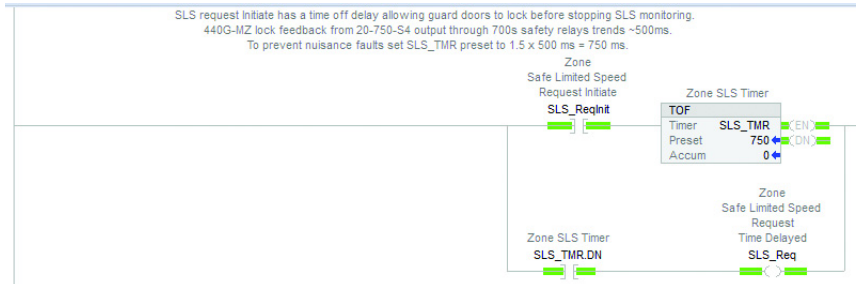 SLS request Initiate has a time off delay allowing guard doors to lock before stopping SLS monitoring.
440G-MZ lock feedback from 20-750-S4 output through 700s safety relays trends ~500ms.
To prevent nuisance faults set SLS_TMR preset to 1.5 x 500 ms = 750 ms.
Zone
Safe Limited Speed
Request Initiate
SLS_ReqInit
Zone SLS Timer
TOF
Timer SLS_TMR
Preset 750
Accum 0
EN
DN
Zone SLS Timer
SLS_TMR.DN
Zone
Safe Limited Speed
Request
Time Delayed
SLS_Req